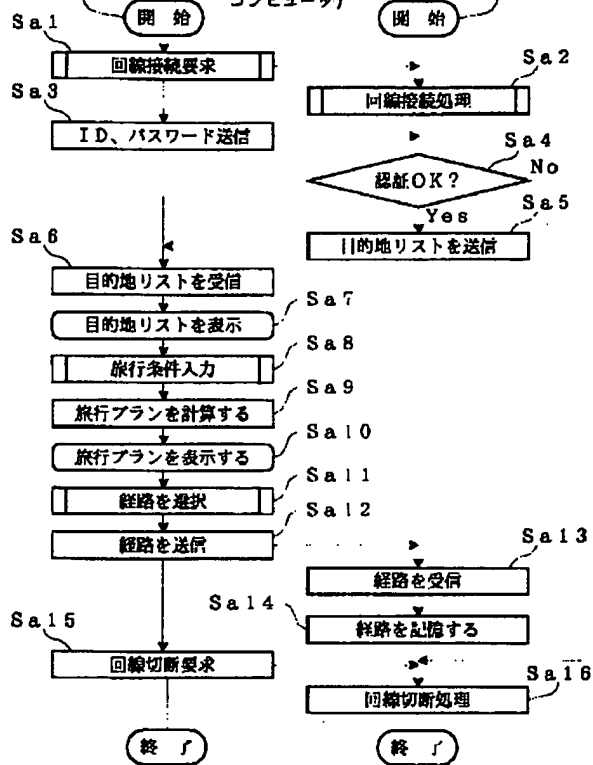 コンピュータ)
開 始
開 始
Sa1
回線接続要求
Sa2
回線接続処理
Sa3
ID、パスワード送信
Sa4
認証OK?
No
Yes
Sa5
目的地リストを送信
Sa6
目的地リストを受信
Sa7
目的地リストを表示
Sa8
旅行条件入力
Sa9
旅行プランを計算する
Sa10
旅行プランを表示する
Sa11
経路を選択
Sa12
経路を送信
Sa13
経路を受信
Sa14
経路を記憶する
Sa15
回線切断要求
Sa16
回線切断処理
終 了
終 了